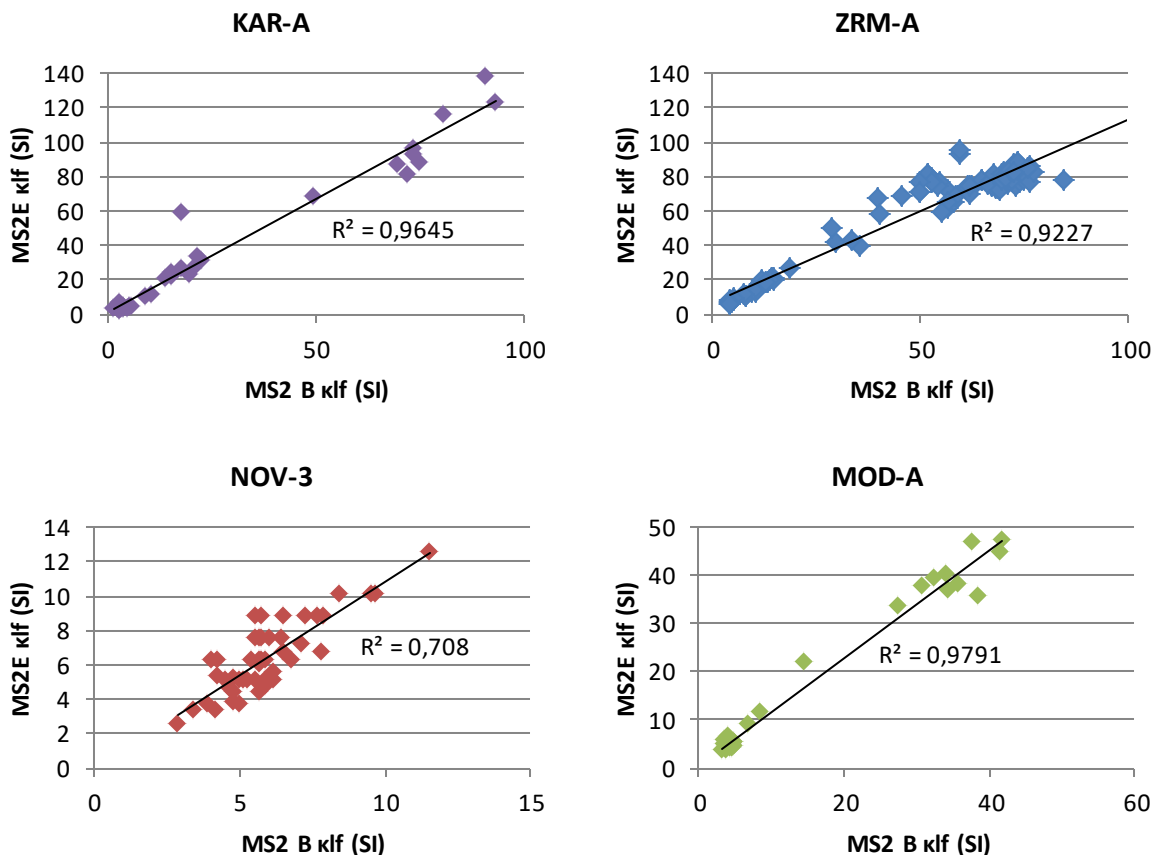 KAR-A
MS2E κlf (SI)
140
120
100
80
60
40
20
0
R² = 0,9645
0 50 100
MS2 B κlf (SI)
ZRM-A
MS2E κlf (SI)
140
120
100
80
60
40
20
0
R² = 0,9227
0 50 100
MS2 B κlf (SI)
NOV-3
MS2E κlf (SI)
14
12
10
8
6
4
2
0
R² = 0,708
0 5 10 15
MS2 B κlf (SI)
MOD-A
MS2E κlf (SI)
50
40
30
20
10
0
R² = 0,9791
0 20 40 60
MS2 B κlf (SI)